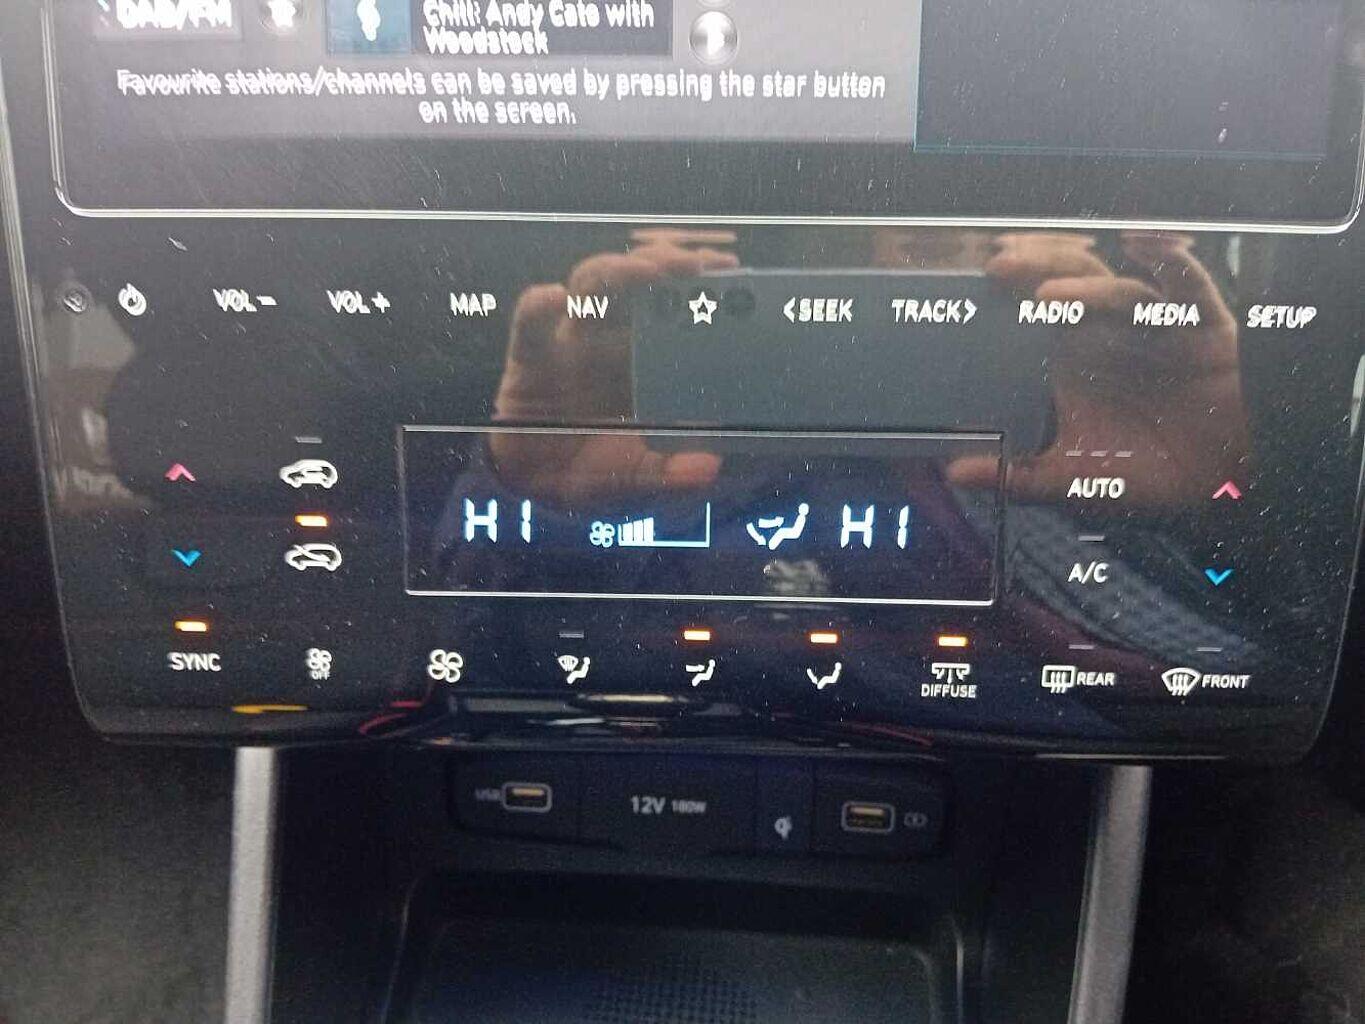 DAB/FM
Chill: Andy Cato with
Woodstock
Favourite stations/channels can be saved by pressing the star button
on the screen.
VOL - VOL + MAP NAV <SEEK TRACK> RADIO MEDIA SETUP
AUTO
HI HI
A/C
SYNC OFF DIFFUSE REAR FRONT
USB 12V 180W